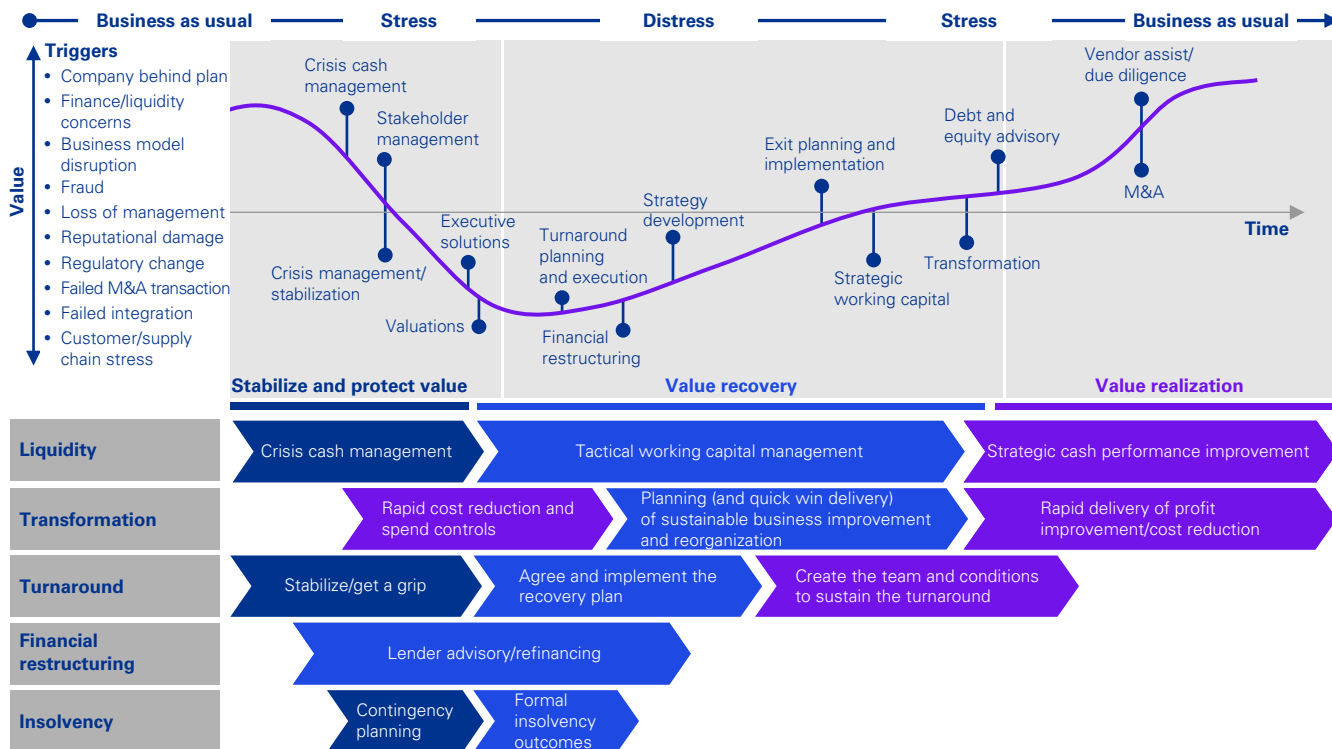 Business as usual
Stress
Distress
Stress
Business as usual
Value
Triggers
• Company behind plan
• Finance/liquidity
concerns
• Business model
disruption
• Fraud
• Loss of management
• Reputational damage
• Regulatory change
• Failed M&A transaction
• Failed integration
• Customer/supply
chain stress
Crisis cash
management
Stakeholder
management
Crisis management/
stabilization
Executive
solutions
Valuations
Turnaround
planning
and execution
Financial
restructuring
Strategy
development
Exit planning and
implementation
Strategic
working capital
Debt and
equity advisory
Transformation
Vendor assist/
due diligence
M&A
Time
Stabilize and protect value
Value recovery
Value realization
Liquidity
Crisis cash management
Tactical working capital management
Strategic cash performance improvement
Transformation
Rapid cost reduction and
spend controls
Planning (and quick win delivery)
of sustainable business improvement
and reorganization
Rapid delivery of profit
improvement/cost reduction
Turnaround
Stabilize/get a grip
Agree and implement the
recovery plan
Create the team and conditions
to sustain the turnaround
Financial
restructuring
Lender advisory/refinancing
Insolvency
Contingency
planning
Formal
insolvency
outcomes